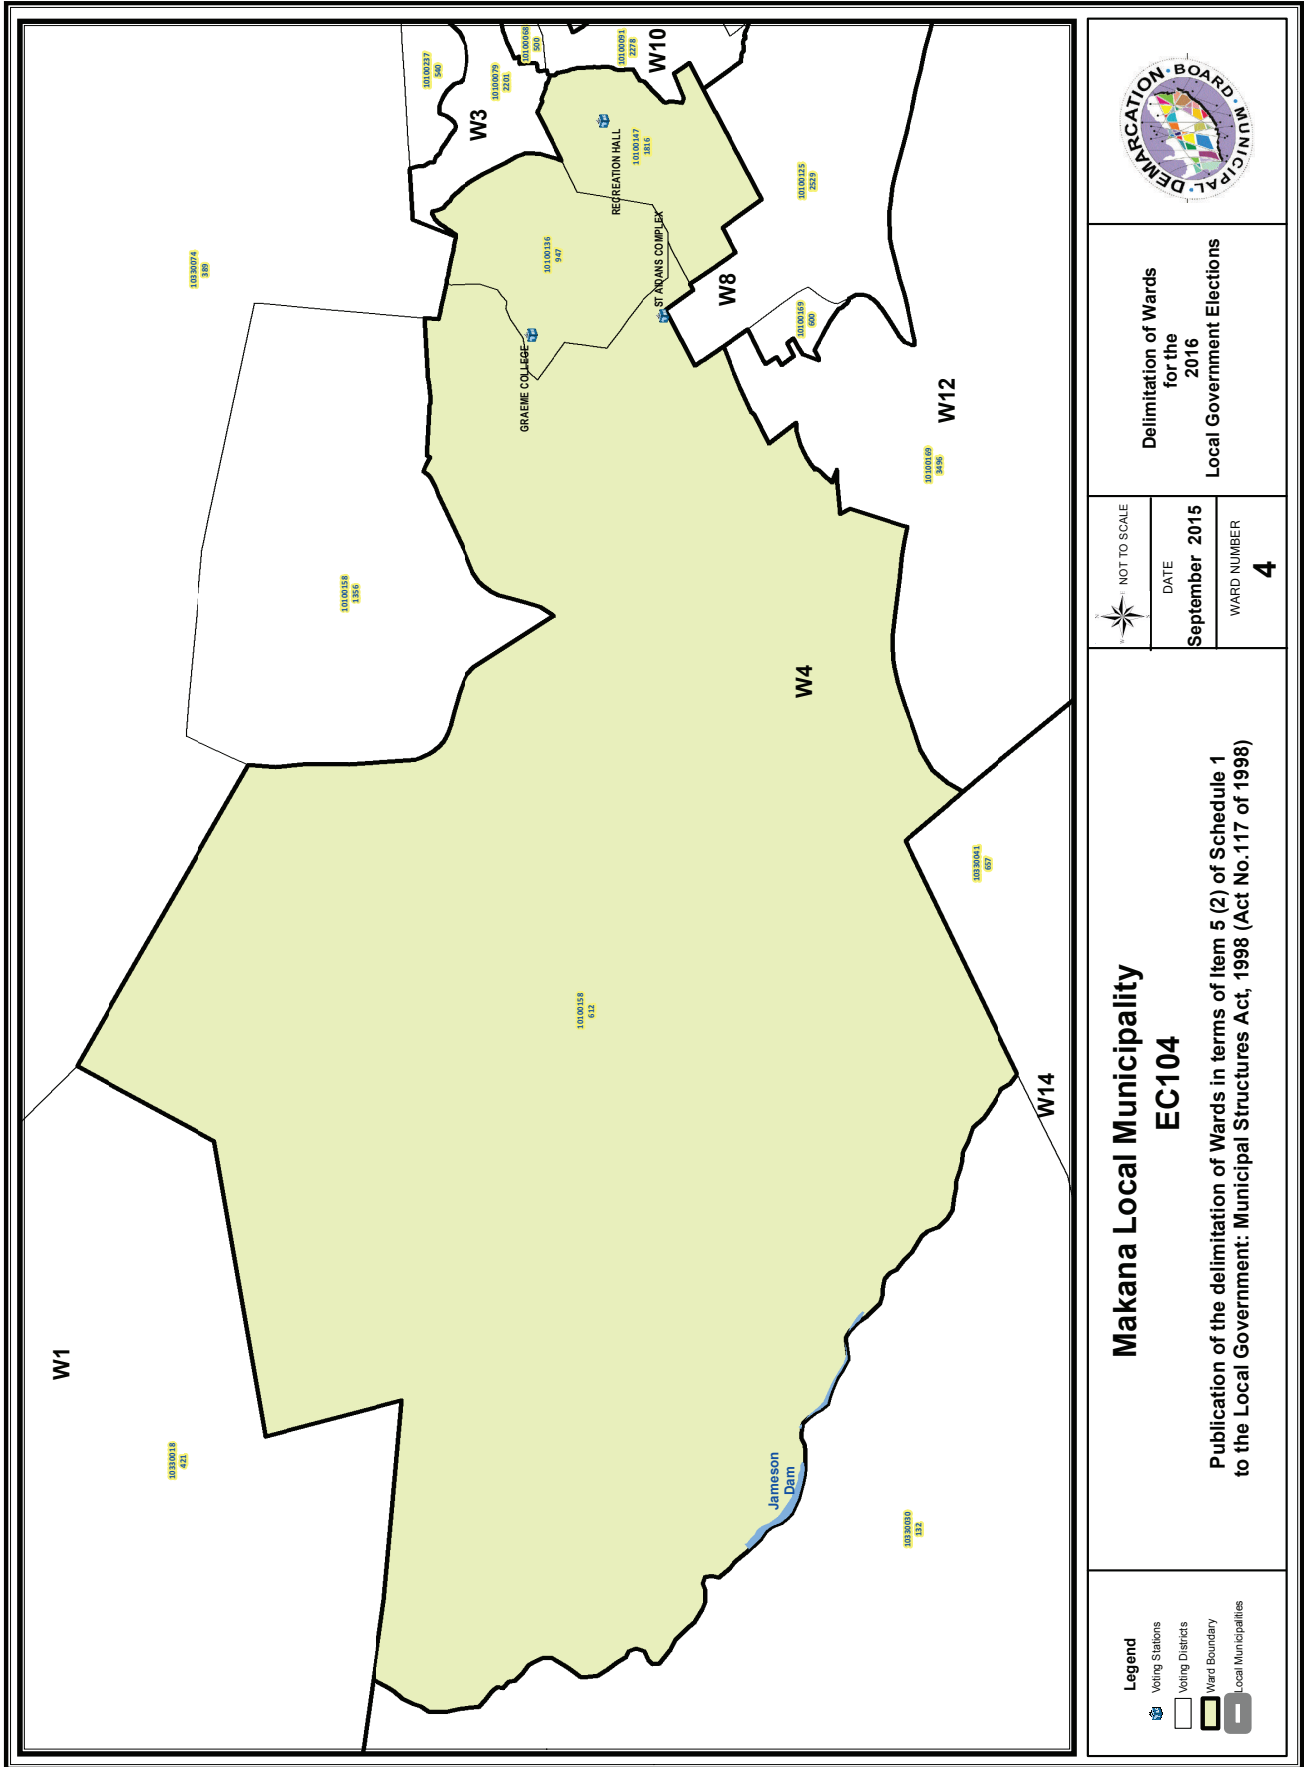 W1
10330018
421
10330074
389
10100158
1356
10100237
540
10100079
2201
10100068
500
10100091
2278
W3
W10
RECREATION HALL
10100147
1816
10100136
947
ST AIDANS COMPLEX
GRAEME COLLEGE
W8
10100125
2529
10100169
600
W12
10100169
3496
W4
10100158
612
10330041
657
W14
Jameson
Dam
10330030
132
Legend
Voting Stations
Voting Districts
Ward Boundary
Local Municipalities
Makana Local Municipality
EC104
Publication of the delimitation of Wards in terms of Item 5 (2) of Schedule 1
to the Local Government: Municipal Structures Act, 1998 (Act No.117 of 1998)
NOT TO SCALE
DATE
September 2015
WARD NUMBER
4
Delimitation of Wards
for the
2016
Local Government Elections
MUNICIPAL DEMARCATION BOARD